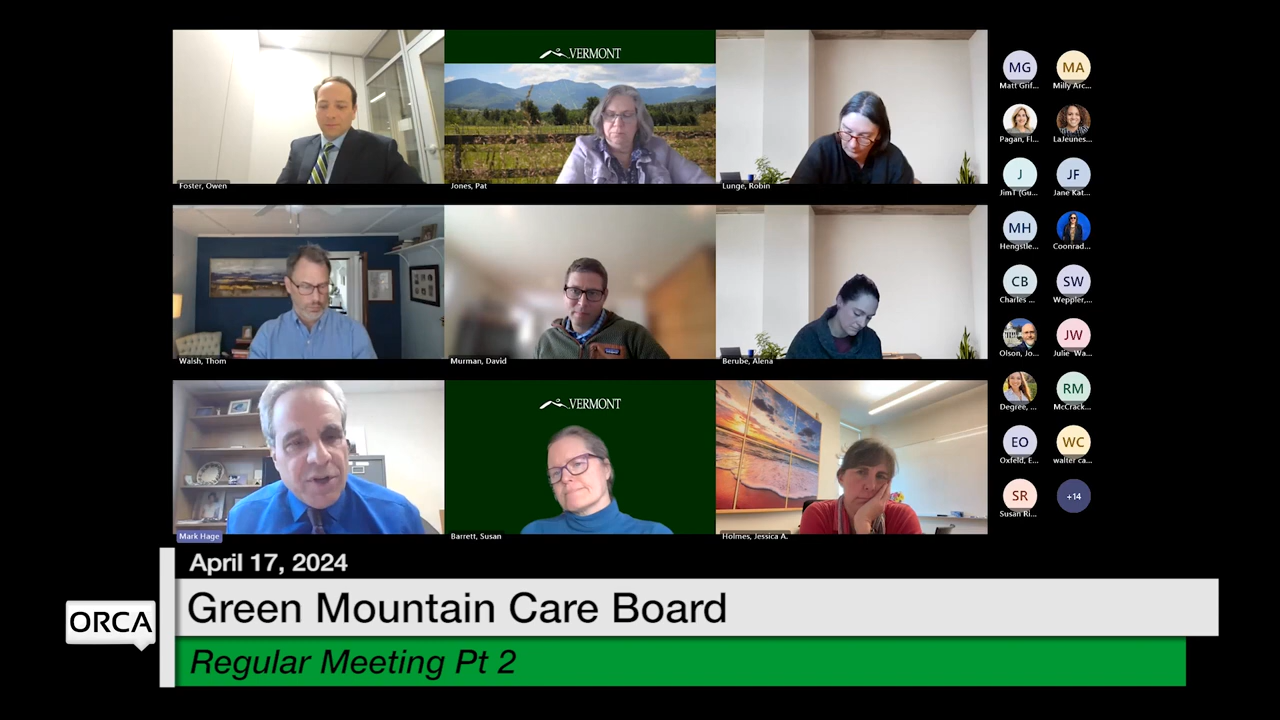 VERMONT
Foster, Owen
Jones, Pat
Lunge, Robin
MG
MA
Matt Grif...
Milly Arc...
Pagan, Fl...
LaJeunes...
J
JF
JimT (Gu...
Jane Kat...
Walsh, Thom
Murman, David
Berube, Alena
MH
Hengstle...
Coonrad...
CB
SW
Charles ...
Weppler,...
JW
Olson, Jo...
Julie Wa...
VERMONT
Mark Hage
Barrett, Susan
Holmes, Jessica A.
RM
Degree, ...
McCrack...
EO
WC
Oxfeld, E...
walter ca...
SR
+14
Susan Ri...
April 17, 2024
ORCA
Green Mountain Care Board
Regular Meeting Pt 2